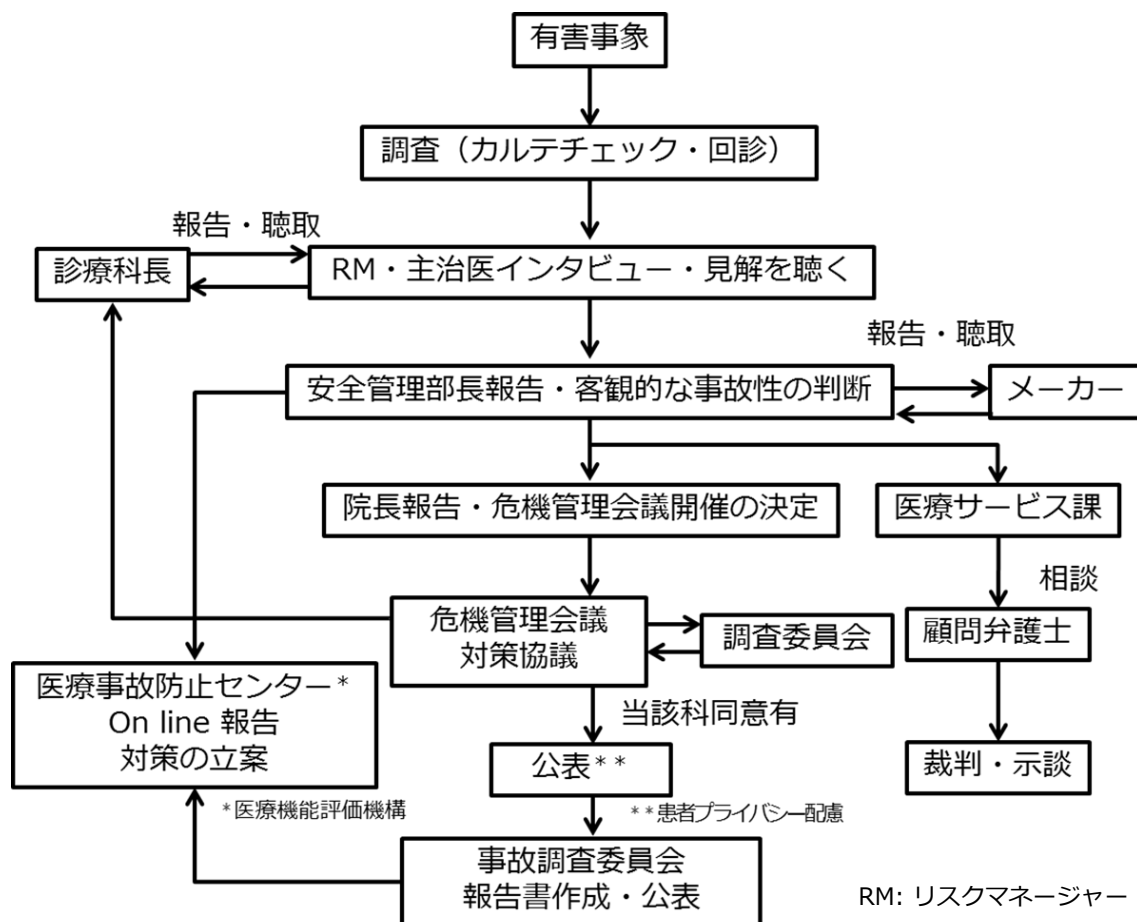 有害事象
調査（カルテチェック・回診）
報告・聴取
診療科長
RM・主治医インタビュー・見解を聴く
報告・聴取
安全管理部長報告・客観的な事故性の判断
メーカー
院長報告・危機管理会議開催の決定
医療サービス課
相談
危機管理会議
対策協議
調査委員会
顧問弁護士
医療事故防止センター*
On line 報告
対策の立案
当該科同意有
公表**
裁判・示談
*医療機能評価機構
**患者プライバシー配慮
事故調査委員会
報告書作成・公表
RM: リスクマネージャー